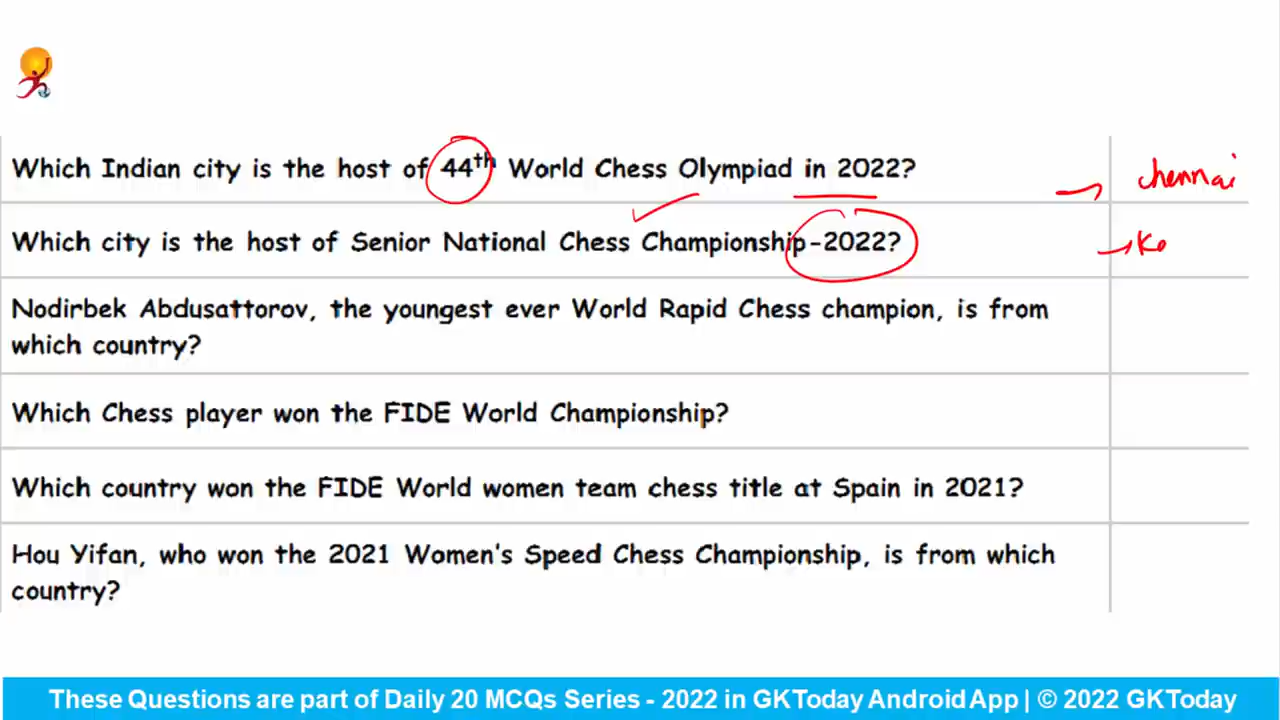 Which Indian city is the host of 44th World Chess Olympiad in 2022?
chennai
Which city is the host of Senior National Chess Championship-2022?
Ko
Nodirbek Abdusattorov, the youngest ever World Rapid Chess champion, is from
which country?
Which Chess player won the FIDE World Championship?
Which country won the FIDE World women team chess title at Spain in 2021?
Hou Yifan, who won the 2021 Women's Speed Chess Championship, is from which
country?
These Questions are part of Daily 20 MCQs Series - 2022 in GKToday Android App | © 2022 GKToday